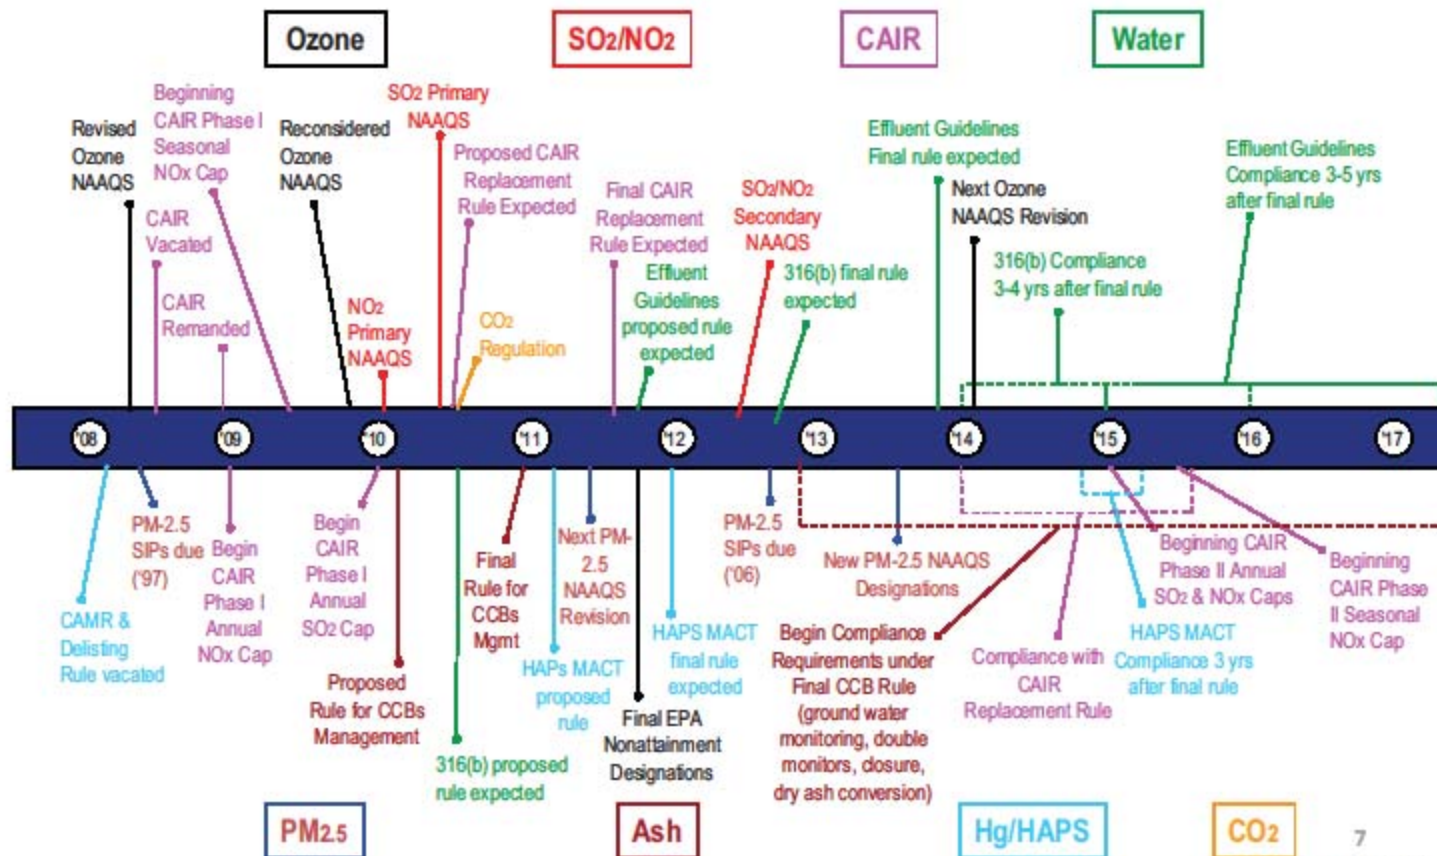 Ozone
SO2/NO2
CAIR
Water
Revised
Ozone
NAAQS
Beginning
CAIR Phase I
Seasonal
NOx Cap
CAIR
Vacated
CAIR
Remanded
Reconsidered
Ozone
NAAQS
NO2
Primary
NAAQS
SO2 Primary
NAAQS
Proposed CAIR
Replacement
Rule Expected
CO2
Regulation
Final CAIR
Replacement
Rule Expected
Effluent
Guidelines
proposed rule
expected
SO2/NO2
Secondary
NAAQS
316(b) final rule
expected
Effluent Guidelines
Final rule expected
Next Ozone
NAAQS Revision
316(b) Compliance
3-4 yrs after final rule
Effluent Guidelines
Compliance 3-5 yrs
after final rule
'08
'09
'10
'11
'12
'13
'14
'15
'16
'17
CAMR &
Delisting
Rule vacated
PM-2.5
SIPs due
('97)
Begin
CAIR
Phase I
Annual
NOx Cap
Begin
CAIR
Phase I
Annual
SO2 Cap
Proposed
Rule for CCBs
Management
316(b) proposed
rule expected
Final
Rule for
CCBs
Mgmt
HAPs MACT
proposed
rule
Next PM-
2.5
NAAQS
Revision
Final EPA
Nonattainment
Designations
HAPS MACT
final rule
expected
PM-2.5
SIPs due
('06)
New PM-2.5 NAAQS
Designations
Begin Compliance
Requirements under
Final CCB Rule
(ground water
monitoring, double
monitors, closure,
dry ash conversion)
Compliance with
CAIR
Replacement Rule
Beginning CAIR
Phase II Annual
SO2 & NOx Caps
HAPS MACT
Compliance 3 yrs
after final rule
Beginning
CAIR Phase
II Seasonal
NOx Cap
PM2.5
Ash
Hg/HAPS
CO2
7